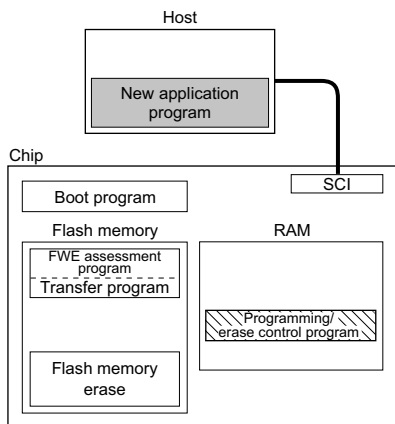 Host
New application
program
Chip
SCI
Boot program
Flash memory
RAM
FWE assessment
program
Transfer program
Programming/
erase control program
Flash memory
erase